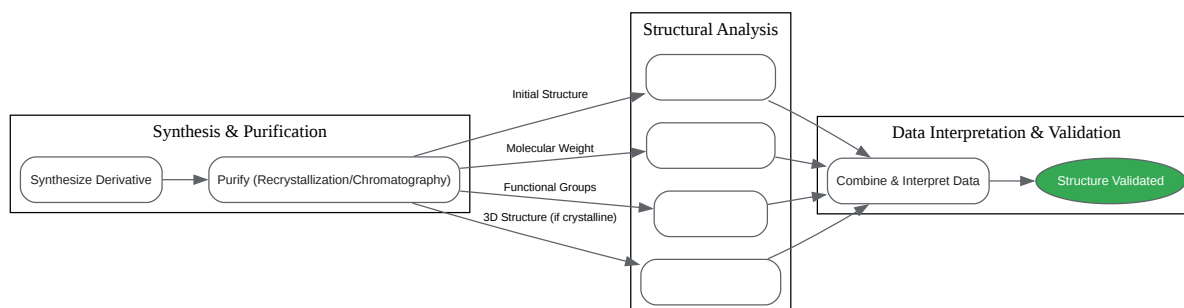 Structural Analysis
Initial Structure
Synthesis & Purification
Data Interpretation & Validation
Molecular Weight
Synthesize Derivative
Purify (Recrystallization/Chromatography)
Functional Groups
Combine & Interpret Data
Structure Validated
3D Structure (if crystalline)